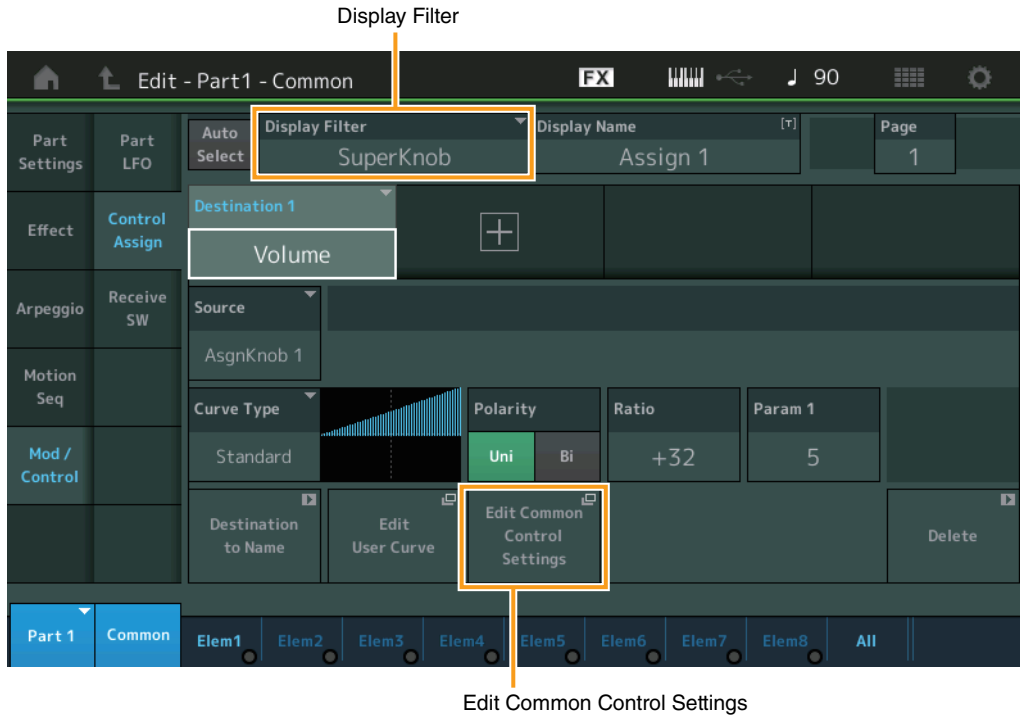 Display Filter
Edit - Part1 - Common
FX
90
Part
Settings
Part
LFO
Auto
Select
Display Filter
SuperKnob
Display Name
[T]
Assign 1
Page
1
Effect
Control
Assign
Destination 1
Volume
Arpeggio
Receive
SW
Source
AsgnKnob 1
Motion
Seq
Curve Type
Standard
Polarity
Uni
Bi
Ratio
+32
Param 1
5
Mod /
Control
Destination
to Name
Edit
User Curve
Edit Common
Control
Settings
Delete
Part 1
Common
Elem1
Elem2
Elem3
Elem4
Elem5
Elem6
Elem7
Elem8
All
Edit Common Control Settings